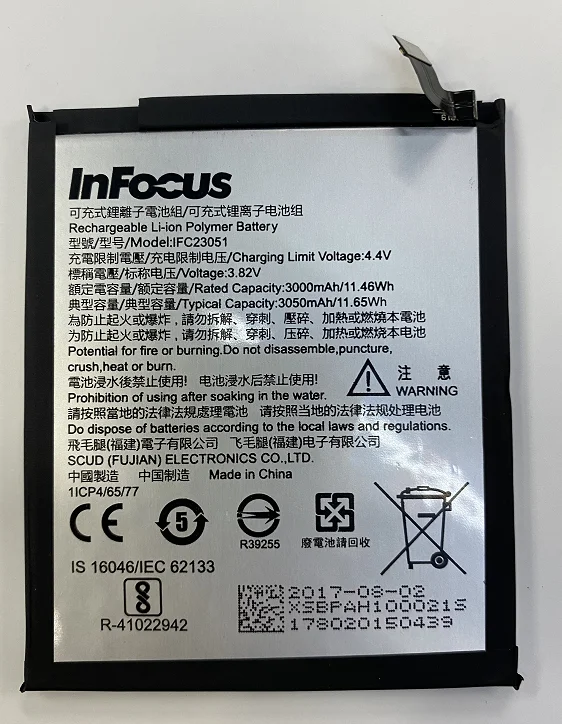 InFocus
可充式鋰離子電池組/可充式锂离子电池组
Rechargeable Li-ion Polymer Battery
型號/型号/Model:IFC23051
充電限制電壓/充电限制电压/Charging Limit Voltage:4.4V
標稱電壓/标称电压/Voltage:3.82V
額定電容量/额定容量/Rated Capacity:3000mAh/11.46Wh
典型容量/典型容量/Typical Capacity:3050mAh/11.65Wh
為防止起火或爆炸，請勿拆解、穿刺、壓碎、加熱或燃燒本電池
为防止起火或爆炸，请勿拆解、穿刺、压碎、加热或燃烧本电池
Potential for fire or burning.Do not disassemble,puncture,
crush,heat or burn.
電池浸水後禁止使用! 电池浸水后禁止使用!
Prohibition of using after soaking in the water.
注 意
WARNING
請按照當地的法律法規處理電池 请按照当地的法律法规处理电池
Do dispose of batteries according to the local laws and regulations.
飛毛腿(福建)電子有限公司 飞毛腿(福建)电子有限公司
SCUD (FUJIAN) ELECTRONICS CO.,LTD.
中國製造 中国制造 Made in China
1ICP4/65/77
CE
5
R39255
廢電池請回收
IS 16046/IEC 62133
R-41022942
2017-08-02
XSBPAH100021S
178020150439